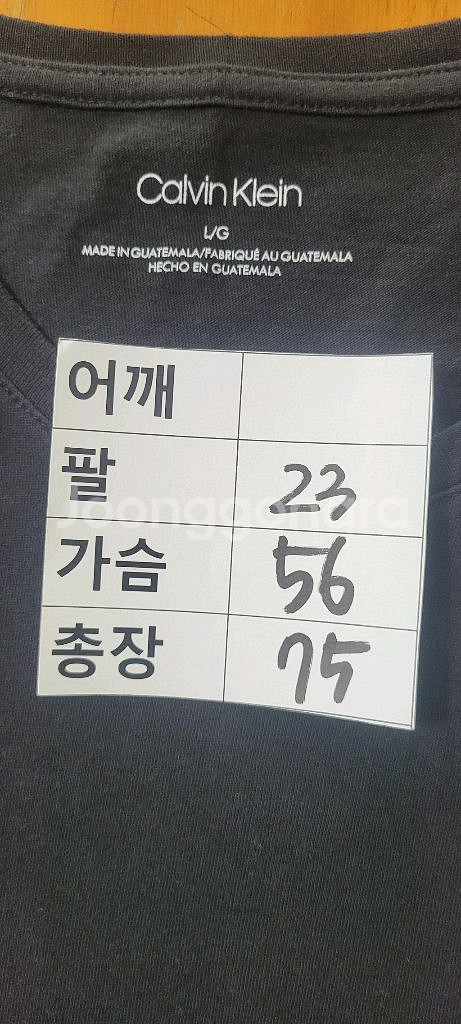 Calvin Klein
L/G
MADE IN GUATEMALA/FABRIQUÉ AU GUATEMALA
HECHO EN GUATEMALA
어깨
팔 23
Joonggonara
가슴 56
총장 75